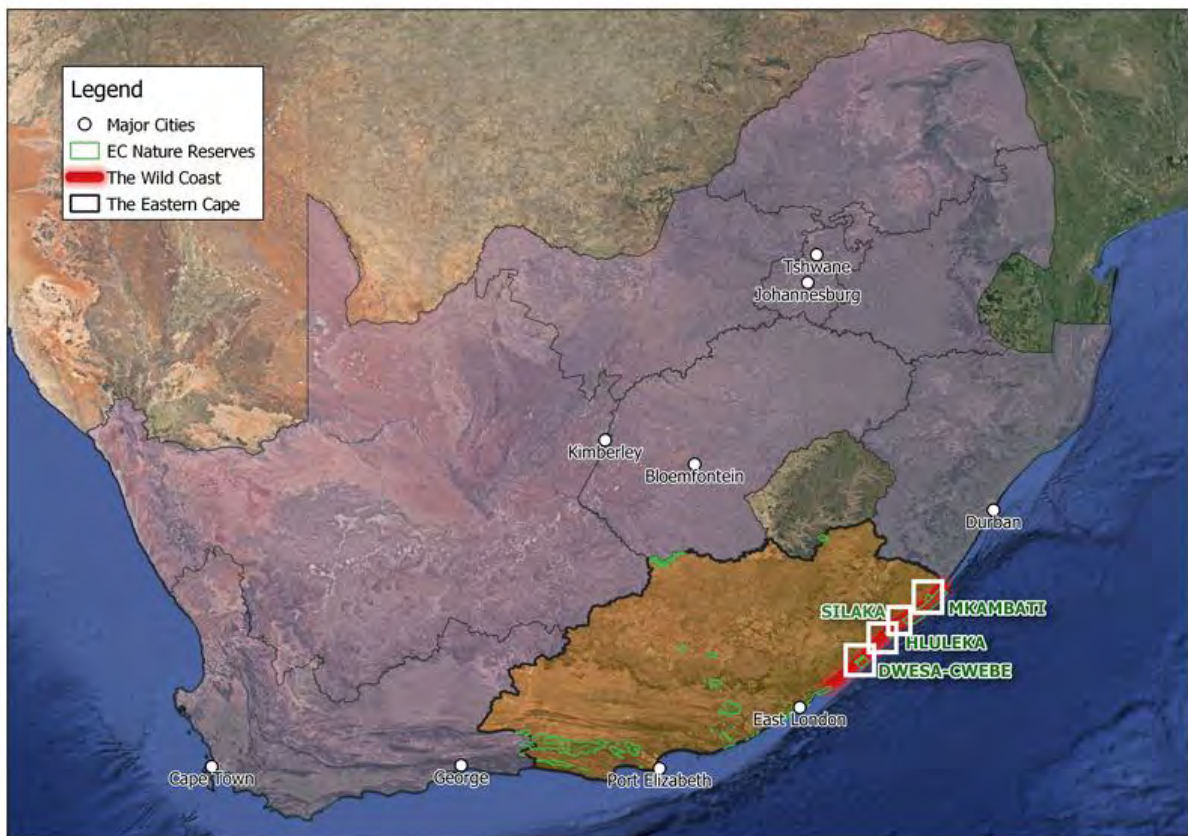 Legend
Major Cities
EC Nature Reserves
The Wild Coast
The Eastern Cape
Tshwane
Johannesburg
Kimberley
Bloemfontein
Durban
SILAKA
MKAMBATI
HLULEKA
DWESA-CWEBE
East London
Cape Town
George
Port Elizabeth